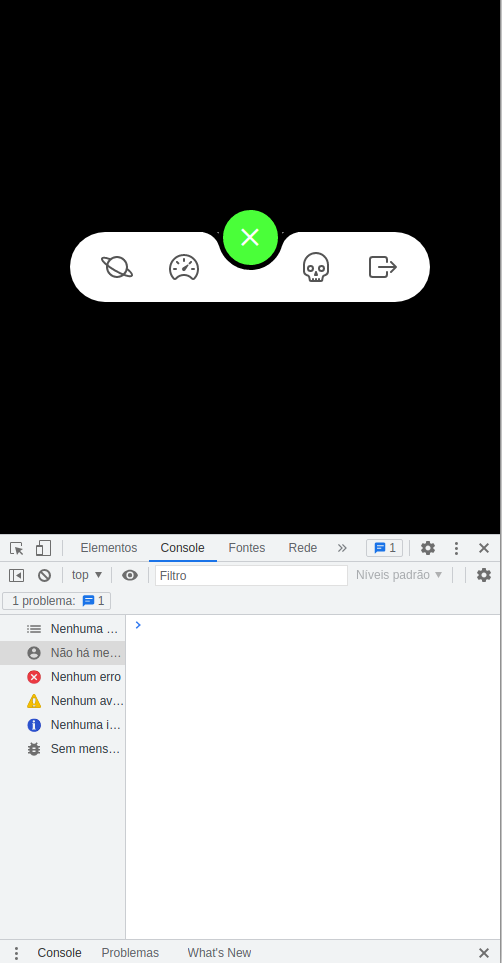 Elementos Console Fontes Rede 1
top Filtro Níveis padrão
1 problema: 1
Nenhuma ...
Não há me...
Nenhum erro
Nenhum av...
Nenhuma i...
Sem mens...
Console Problemas What's New